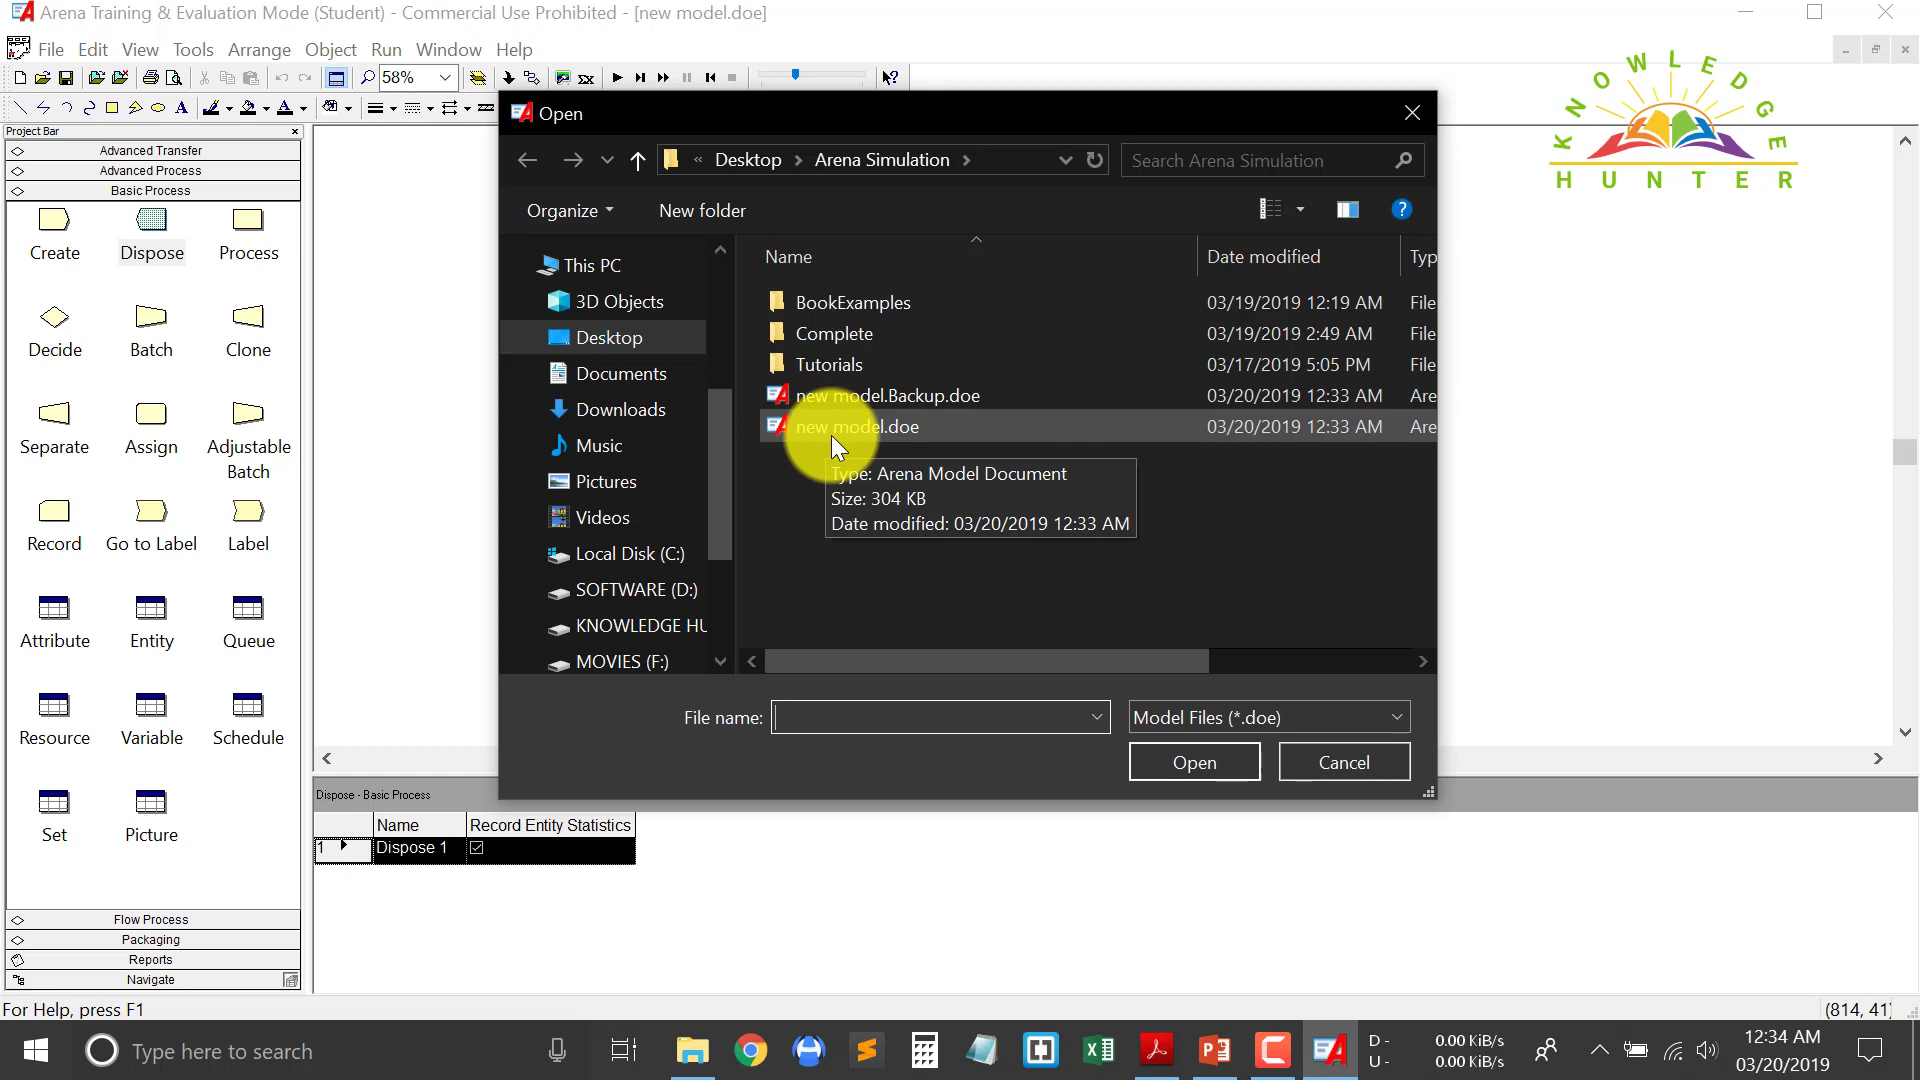 Arena Training & Evaluation Mode (Student) - Commercial Use Prohibited - [new model.doe]
File Edit View Tools Arrange Object Run Window Help
58%
KNOWLEDGE
HUNTER
Project Bar
Advanced Transfer
Advanced Process
Basic Process
Create Dispose Process
Decide Batch Clone
Separate Assign Adjustable
Batch
Record Go to Label Label
Attribute Entity Queue
Resource Variable Schedule
Set Picture
Flow Process
Packaging
Reports
Navigate
Open
« Desktop > Arena Simulation >
Search Arena Simulation
Organize New folder
This PC
3D Objects
Desktop
Documents
Downloads
Music
Pictures
Videos
Local Disk (C:)
SOFTWARE (D:)
KNOWLEDGE HU
MOVIES (F:)
Name Date modified Typ
BookExamples 03/19/2019 12:19 AM File
Complete 03/19/2019 2:49 AM File
Tutorials 03/17/2019 5:05 PM File
new model.Backup.doe 03/20/2019 12:33 AM Are
new model.doe 03/20/2019 12:33 AM Are
Type: Arena Model Document
Size: 304 KB
Date modified: 03/20/2019 12:33 AM
File name:
Model Files (*.doe)
Open Cancel
Dispose - Basic Process
Name Record Entity Statistics
1 Dispose 1
For Help, press F1
(814, 41)
Type here to search
D - 0.00 KiB/s
U - 0.00 KiB/s
12:34 AM
03/20/2019